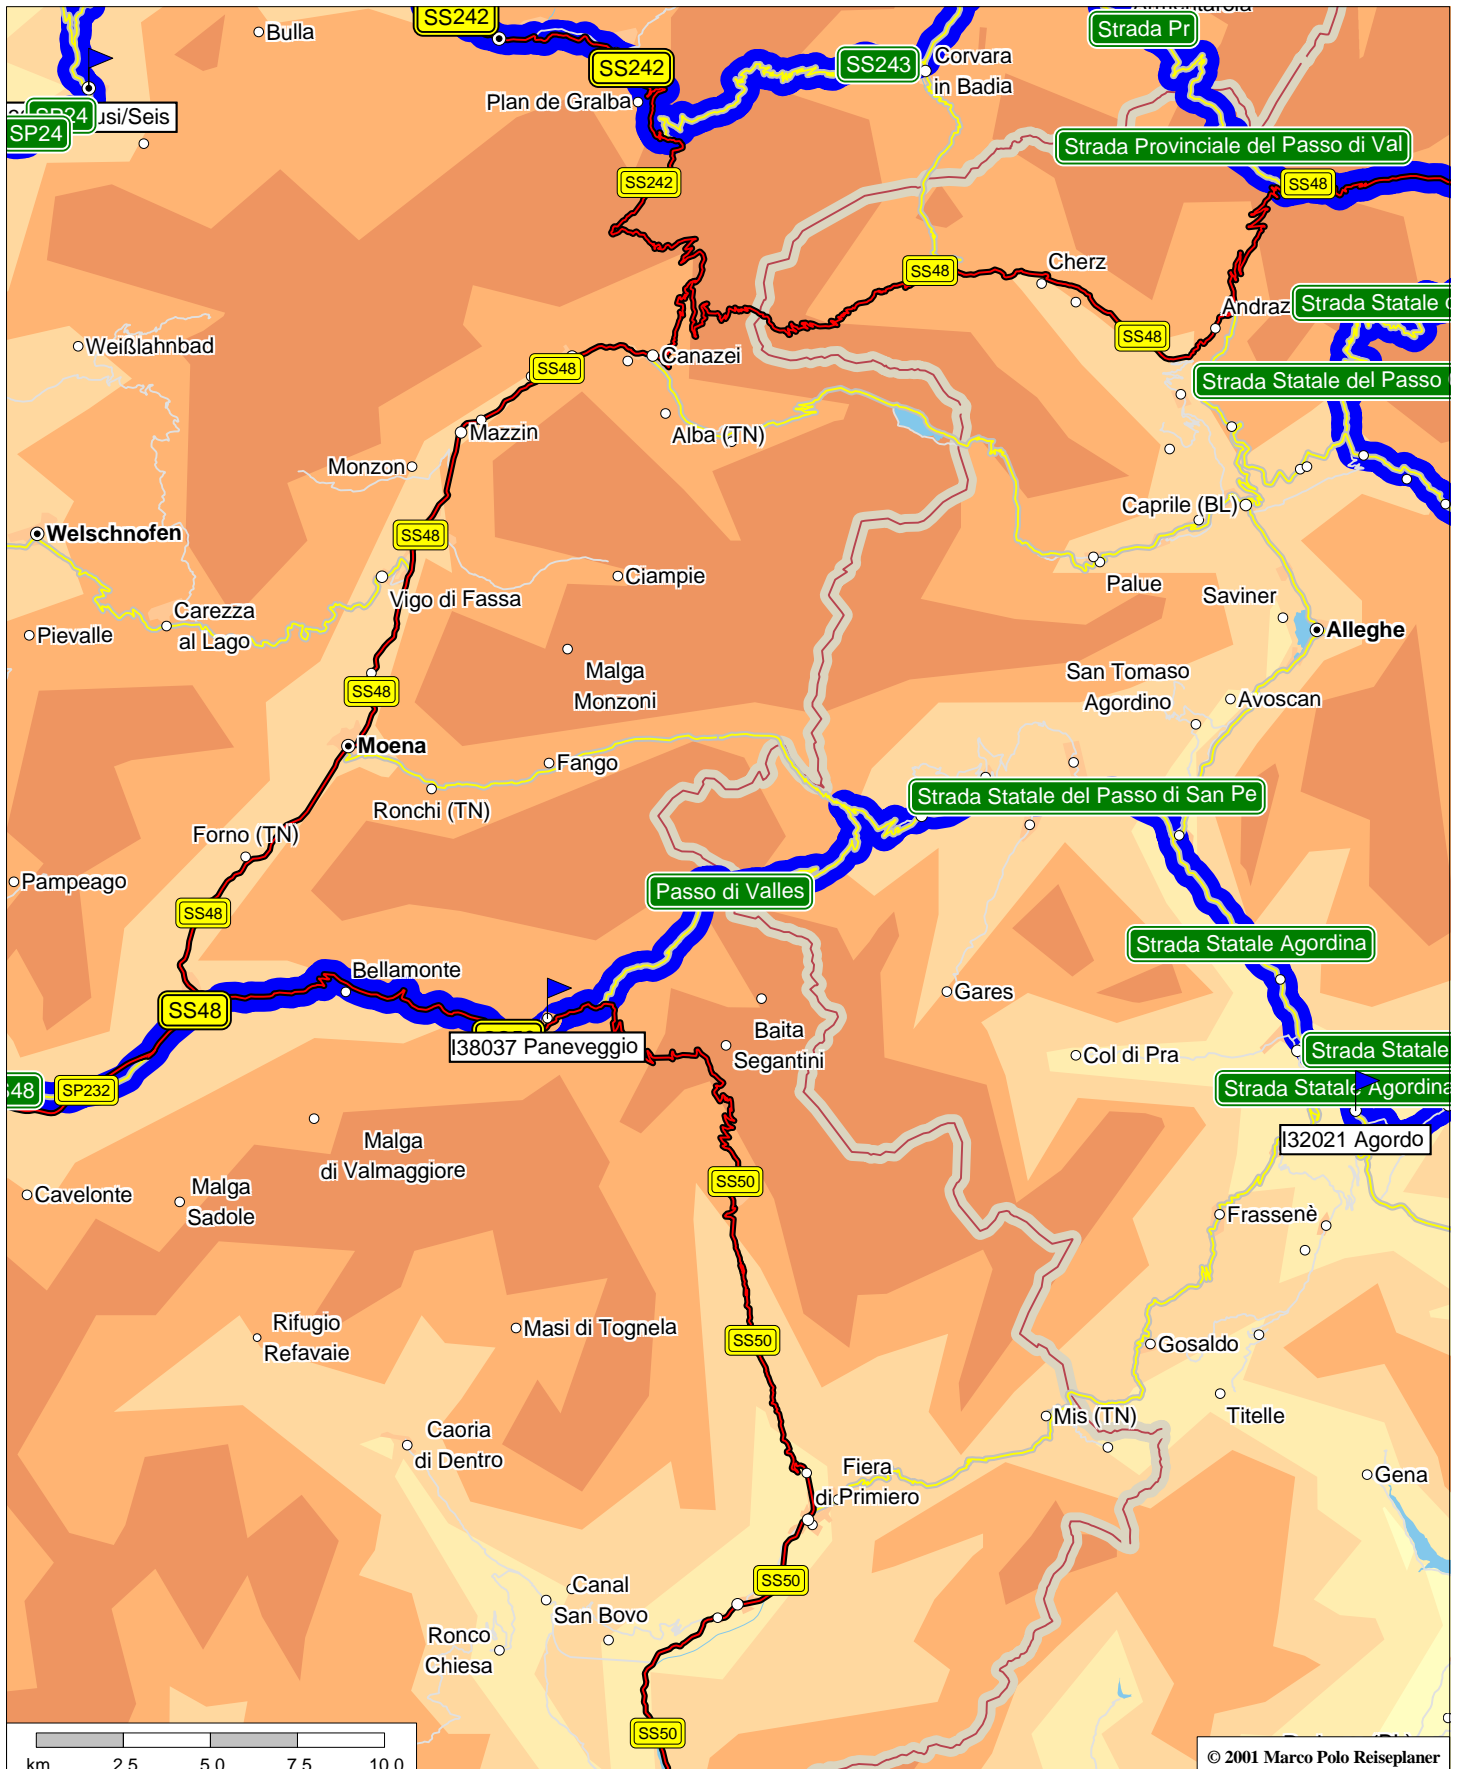 SS242
Bulla
Strada Pr
SS242
SS243
Corvara
in Badia
Plan de Gralba
SP24
usi/Seis
SP24
Strada Provinciale del Passo di Val
SS242
SS48
SS48
Cherz
Andraz
Strada Statale
Weißlahnbad
SS48
SS48
Canazei
Strada Statale del Passo
Mazzin
Alba (TN)
Monzon
Caprile (BL)
Welschnofen
SS48
Ciampie
Palue
Vigo di Fassa
Saviner
Carezza
al Lago
Pievalle
Alleghe
Malga
Monzoni
San Tomaso
Agordino
SS48
Avoscan
Moena
Fango
Strada Statale del Passo di San Pe
Ronchi (TN)
Forno (TN)
Pampeago
Passo di Valles
SS48
Strada Statale Agordina
Bellamonte
Gares
SS48
Baita
Segantini
I38037 Paneveggio
Col di Pra
Strada Statale
S48
SP232
Strada Statale Agordina
Malga
di Valmaggiore
I32021 Agordo
Cavelonte
Malga
Sadole
SS50
Frassenè
Rifugio
Refavaie
Masi di Tognela
SS50
Gosaldo
Mis (TN)
Titelle
Caoria
di Dentro
Fiera
di Primiero
Gena
SS50
Canal
San Bovo
Ronco
Chiesa
SS50
km 2.5 5.0 7.5 10.0
© 2001 Marco Polo Reiseplaner